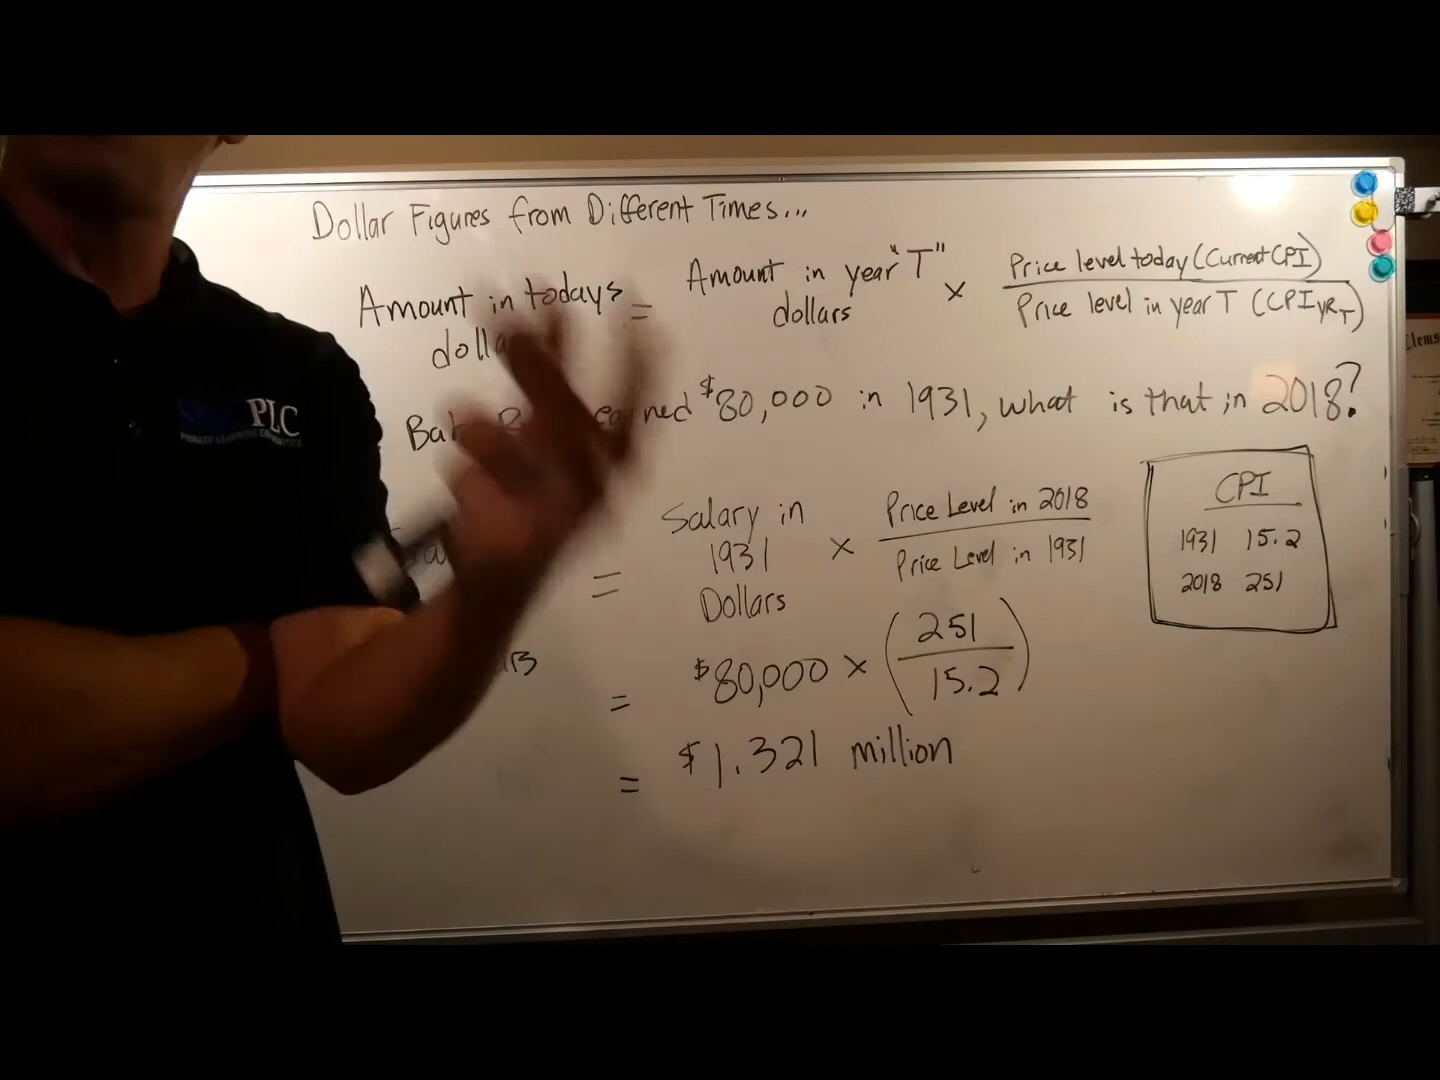 Dollar Figures from Different Times...
Amount in todays
dolla
=
Amount in year "T"
dollars
×
Price level today (Current CPI)
Price level in year T (CPI YR T)
earned $80,000 in 1931, what is that in 2018?
=
Salary in
1931
Dollars
×
Price Level in 2018
Price Level in 1931
CPI
1931 15.2
2018 251
= $80,000 × (251
15.2)
= $1.321 million
PLC